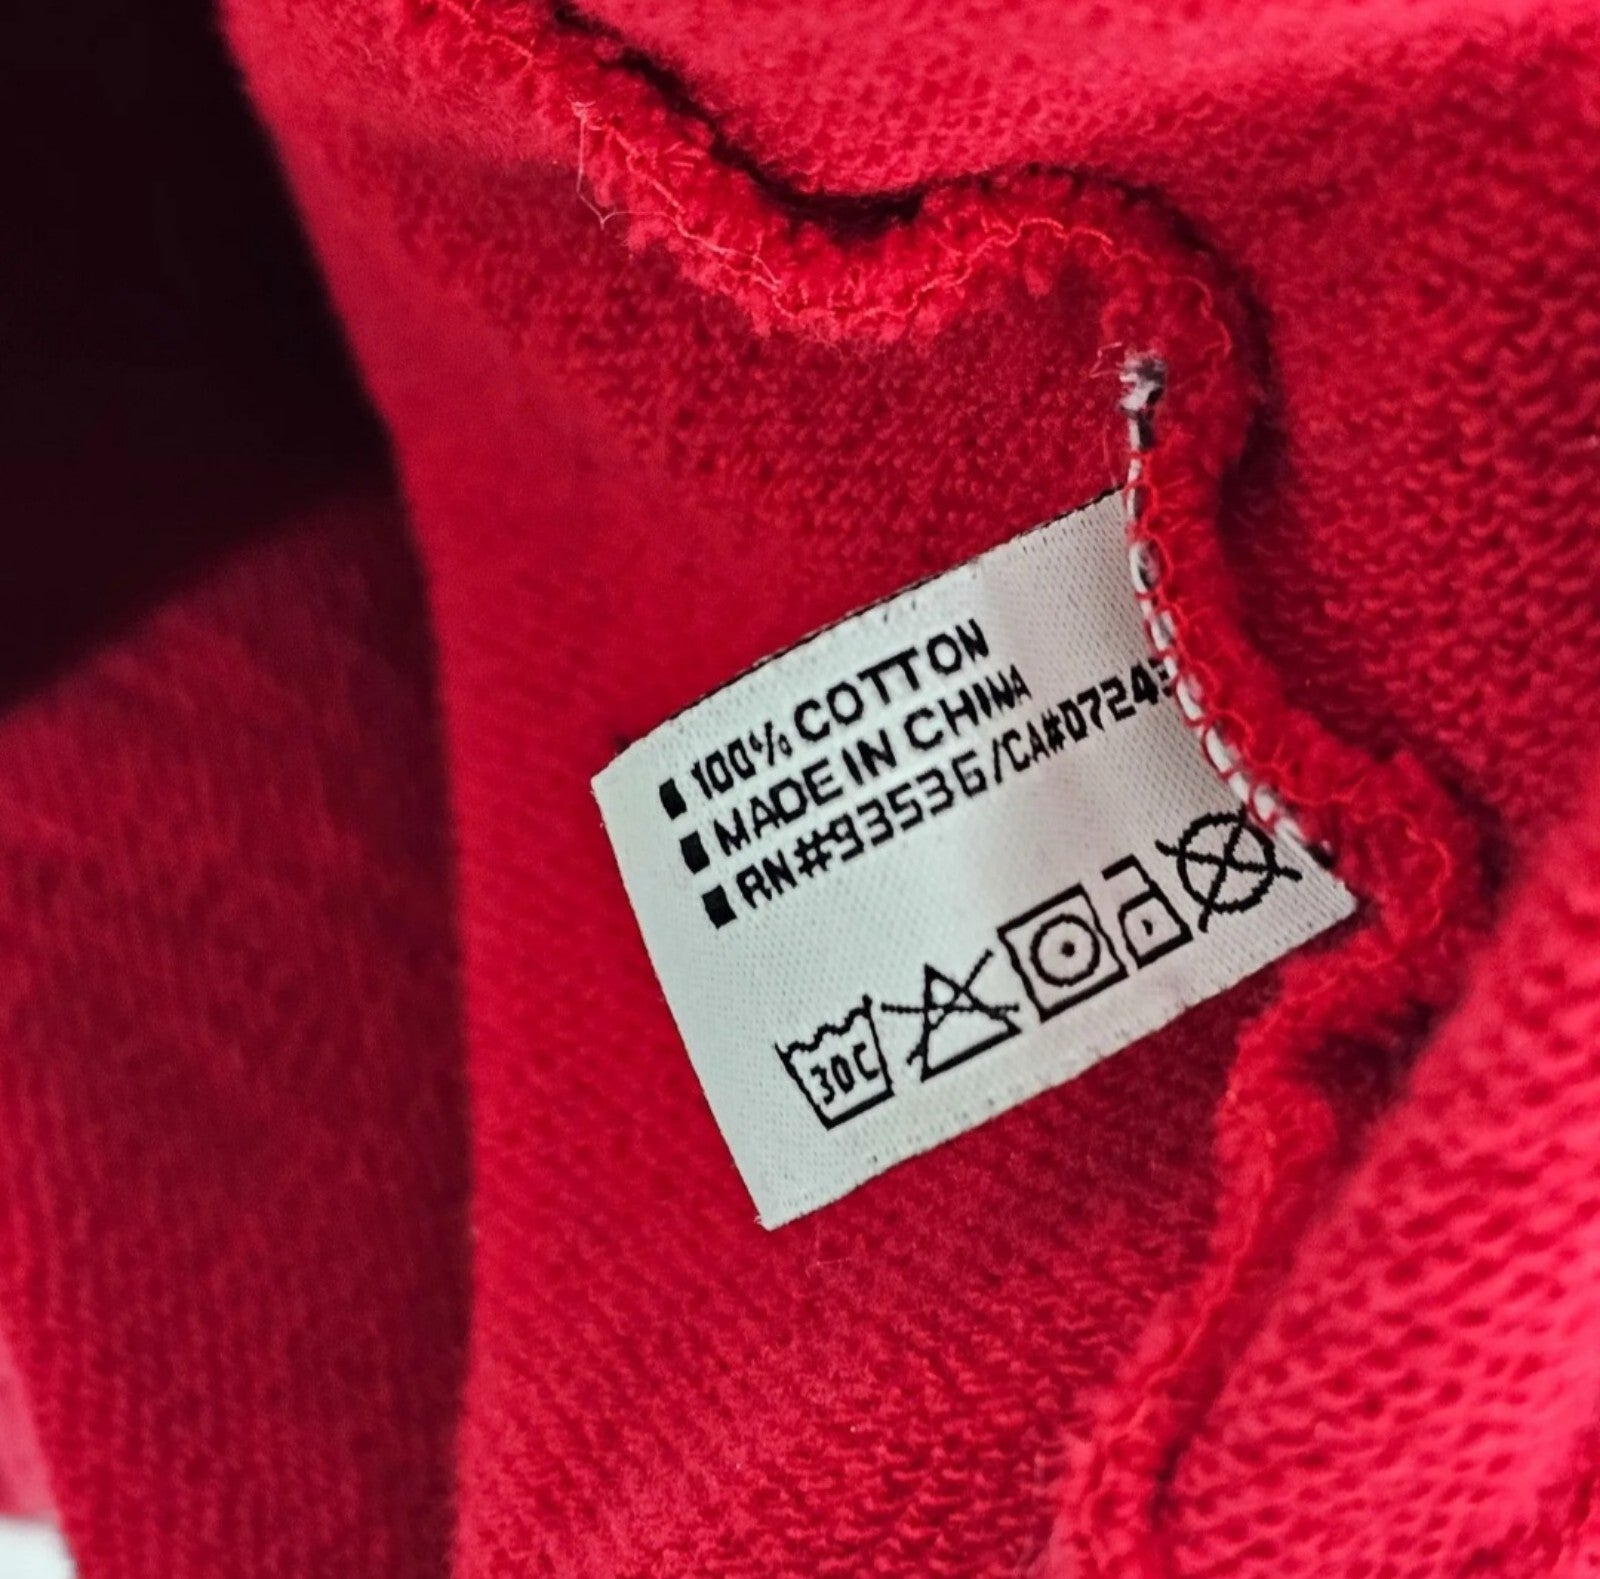 100% COTTON
MADE IN CHINA
RN#93536/CA#0724
30C